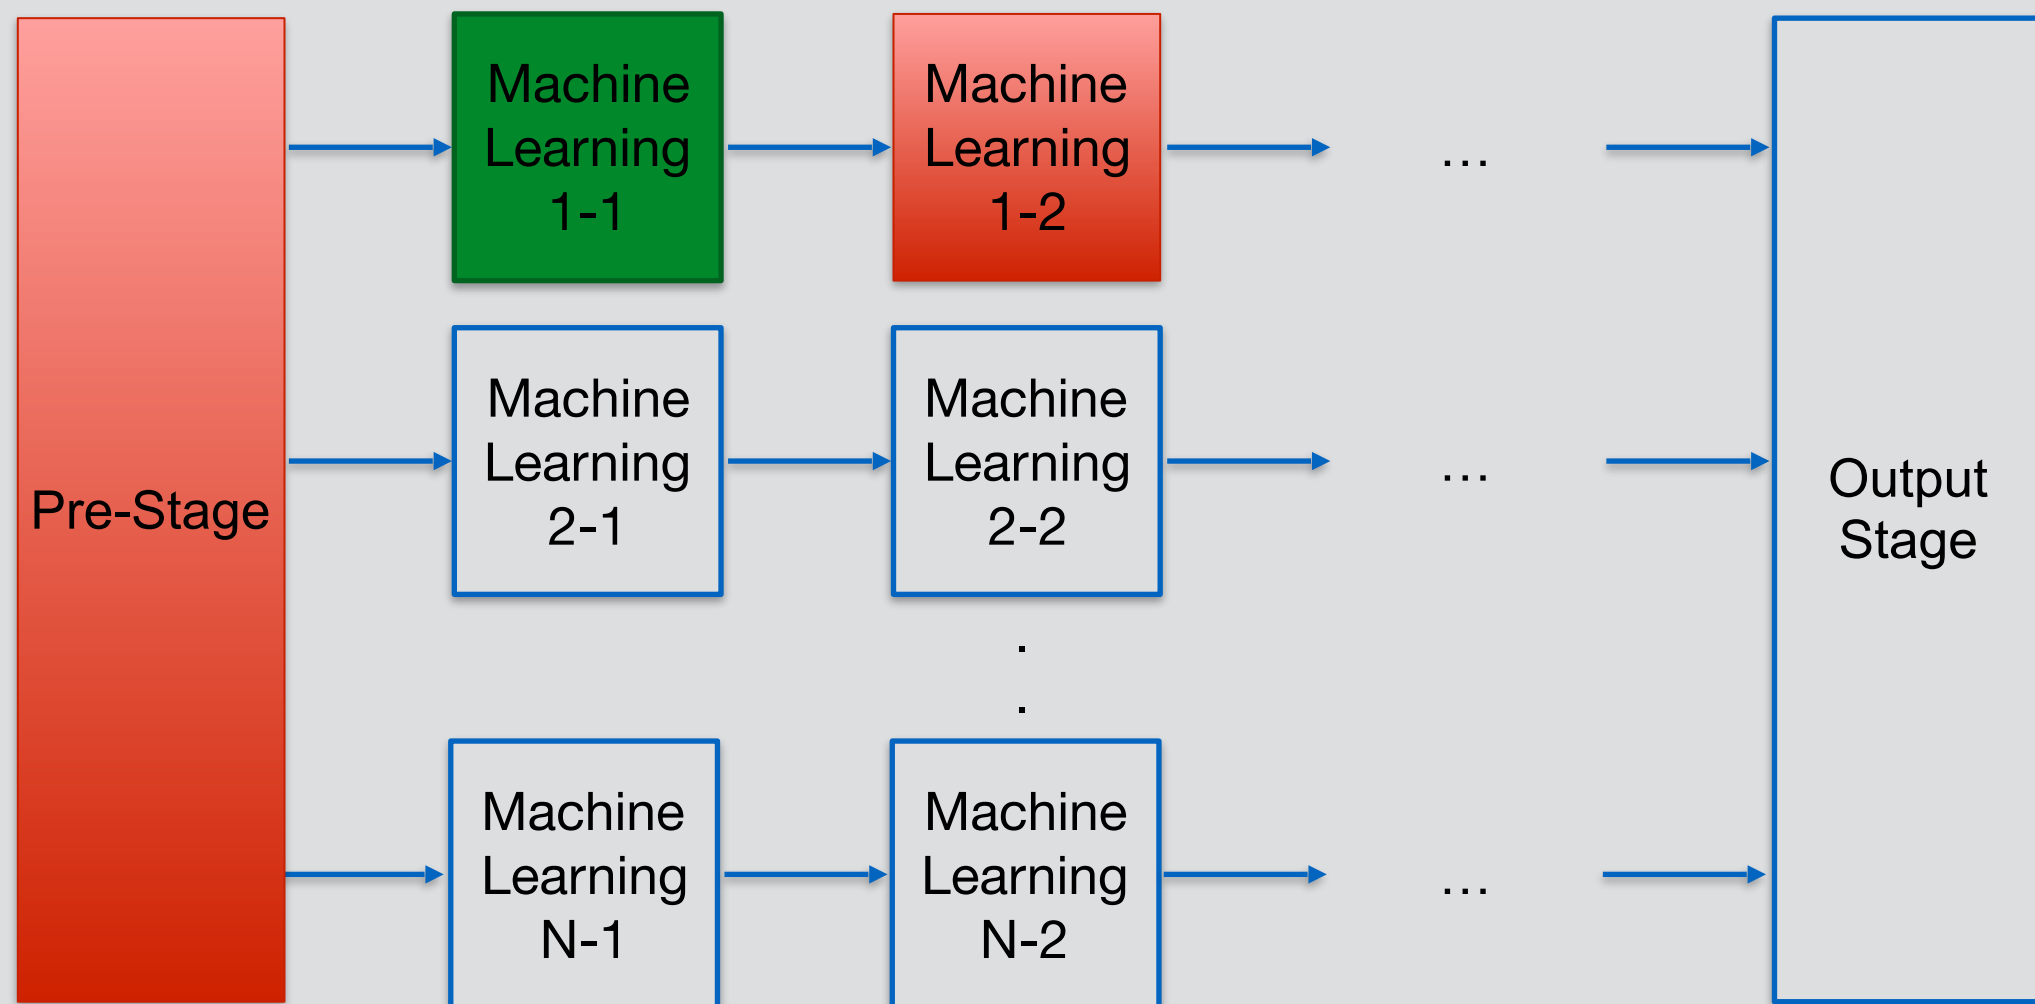 Pre-Stage
Machine
Learning
1-1
Machine
Learning
1-2
...
Machine
Learning
2-1
Machine
Learning
2-2
...
.
.
Machine
Learning
N-1
Machine
Learning
N-2
...
Output
Stage